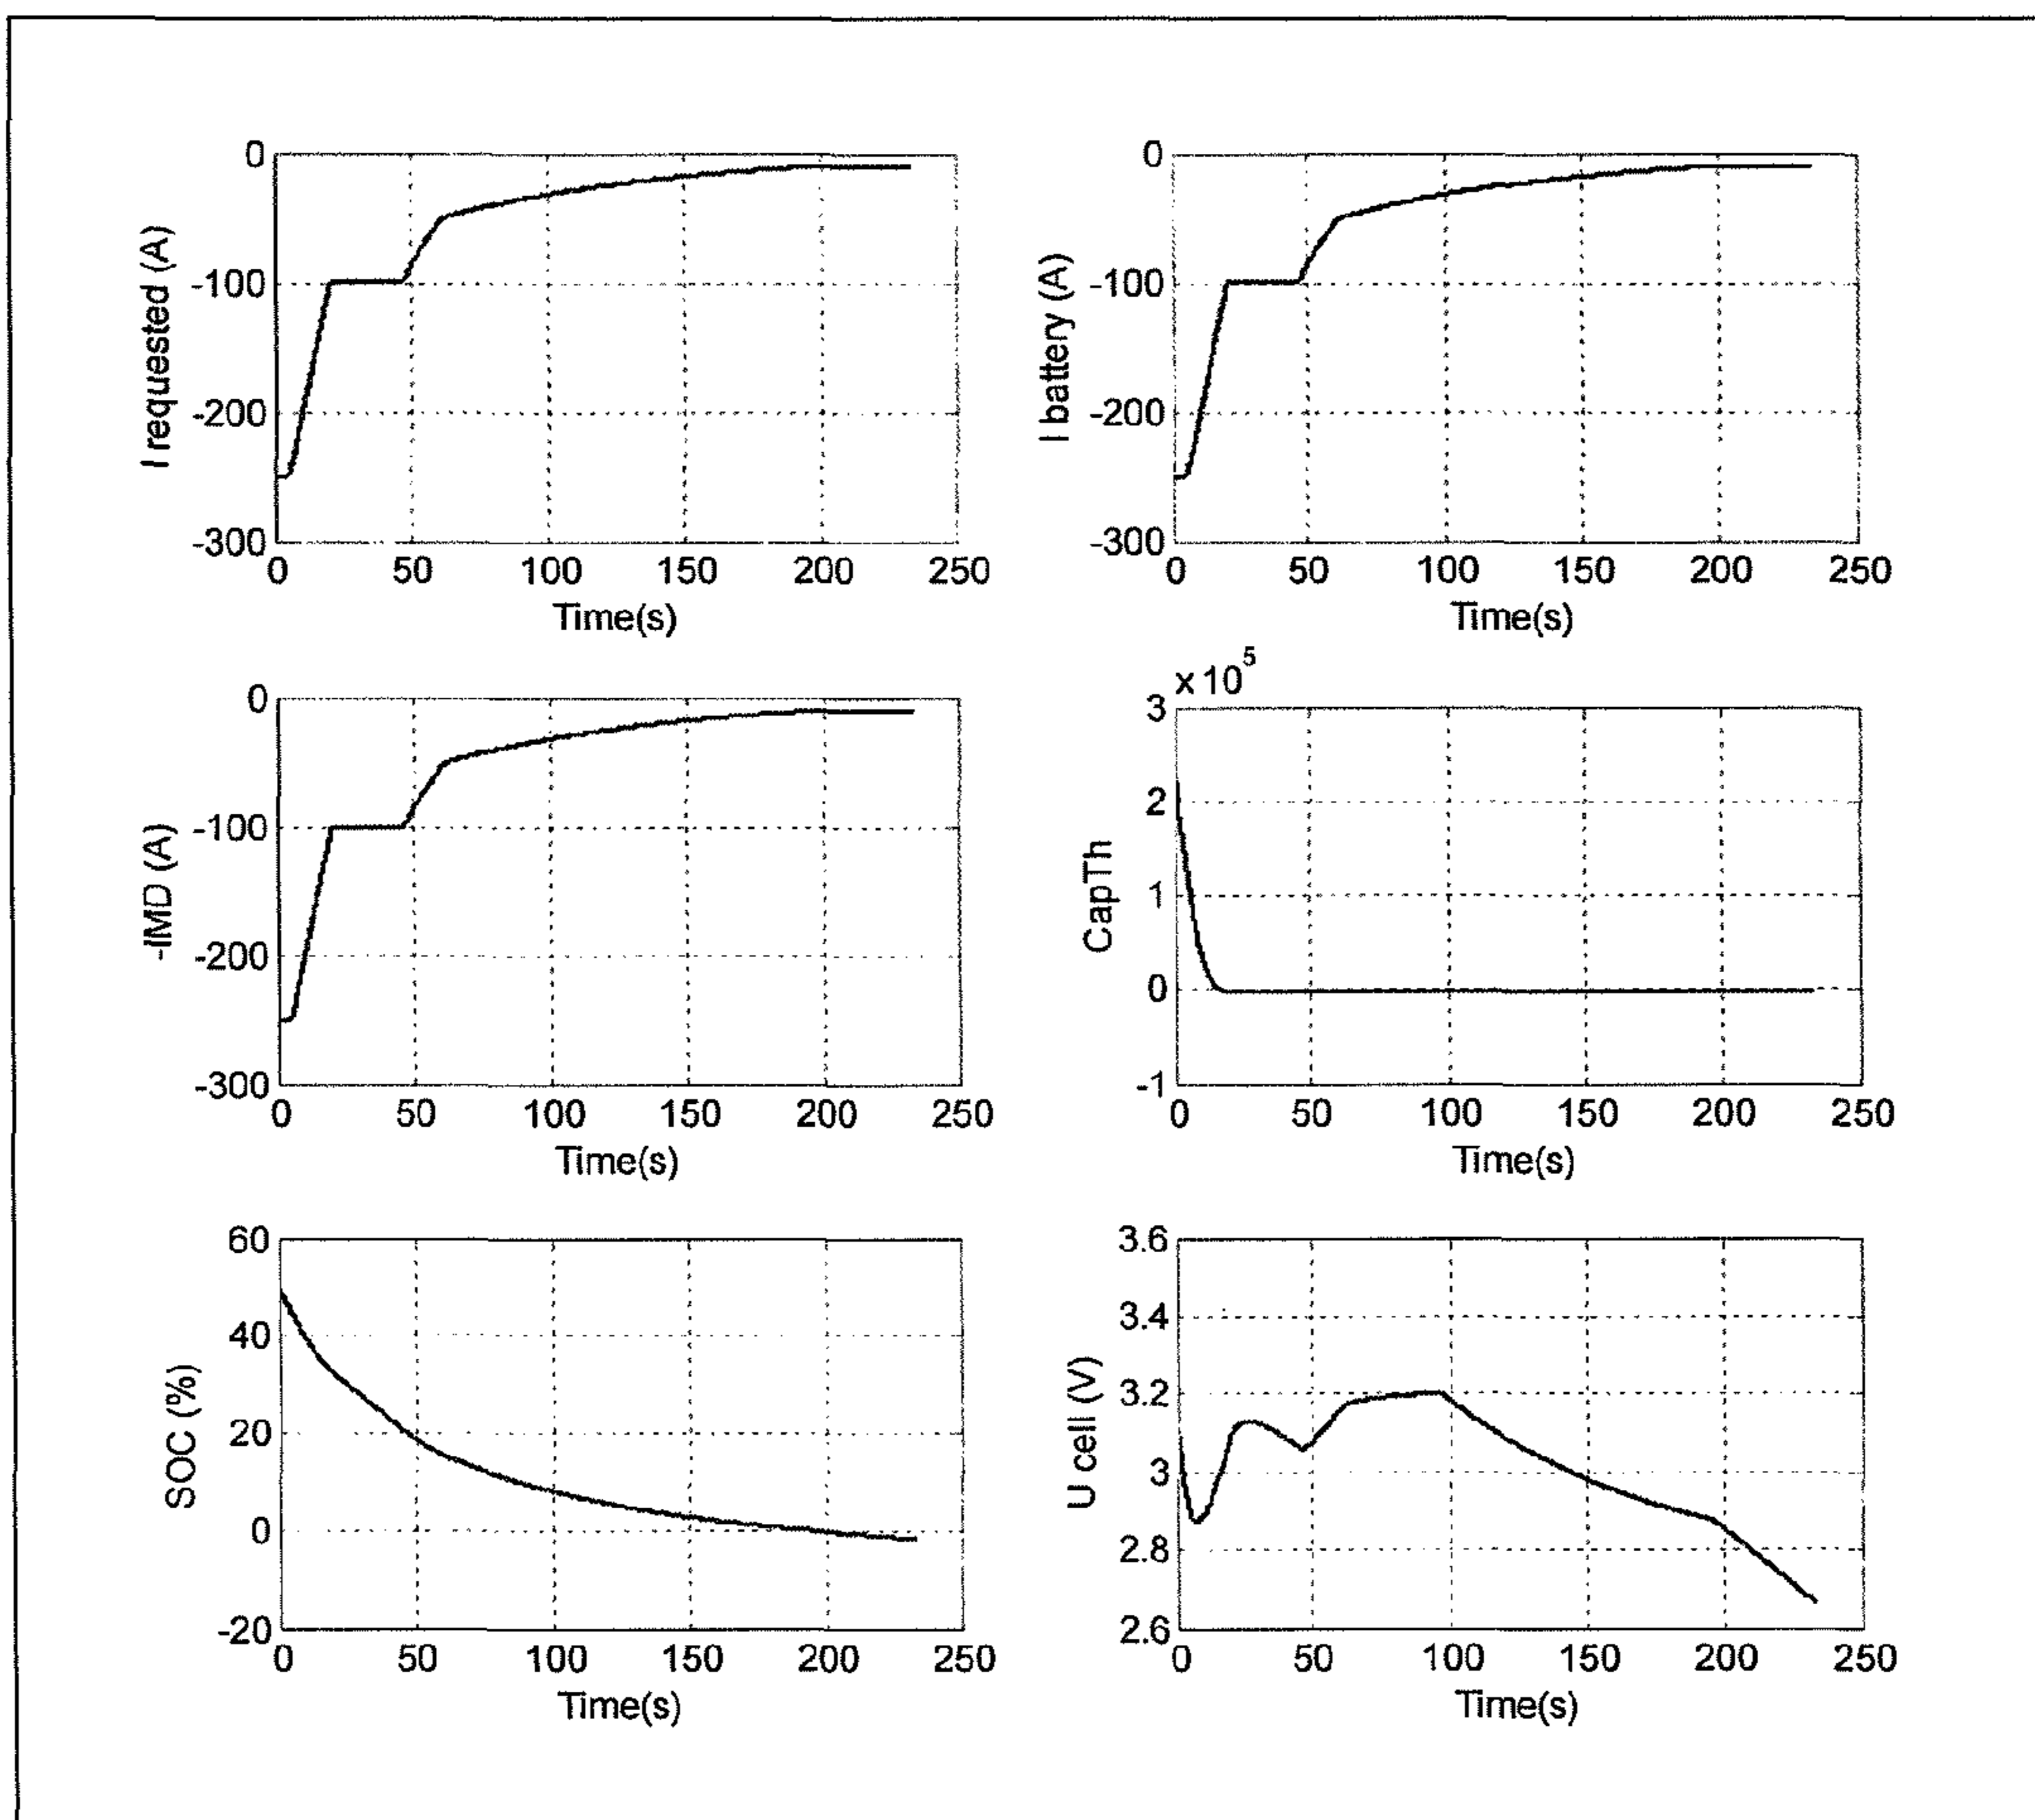 0
-100
-200
-300
I requested (A)
0 50 100 150 200 250
Time(s)
0
-100
-200
-300
I battery (A)
0 50 100 150 200 250
Time(s)
0
-100
-200
-300
-IMD (A)
0 50 100 150 200 250
Time(s)
x 10^5
3
2
1
0
-1
CapTh
0 50 100 150 200 250
Time(s)
60
40
20
0
-20
SOC (%)
0 50 100 150 200 250
Time(s)
3.6
3.4
3.2
3
2.8
2.6
U cell (V)
0 50 100 150 200 250
Time(s)